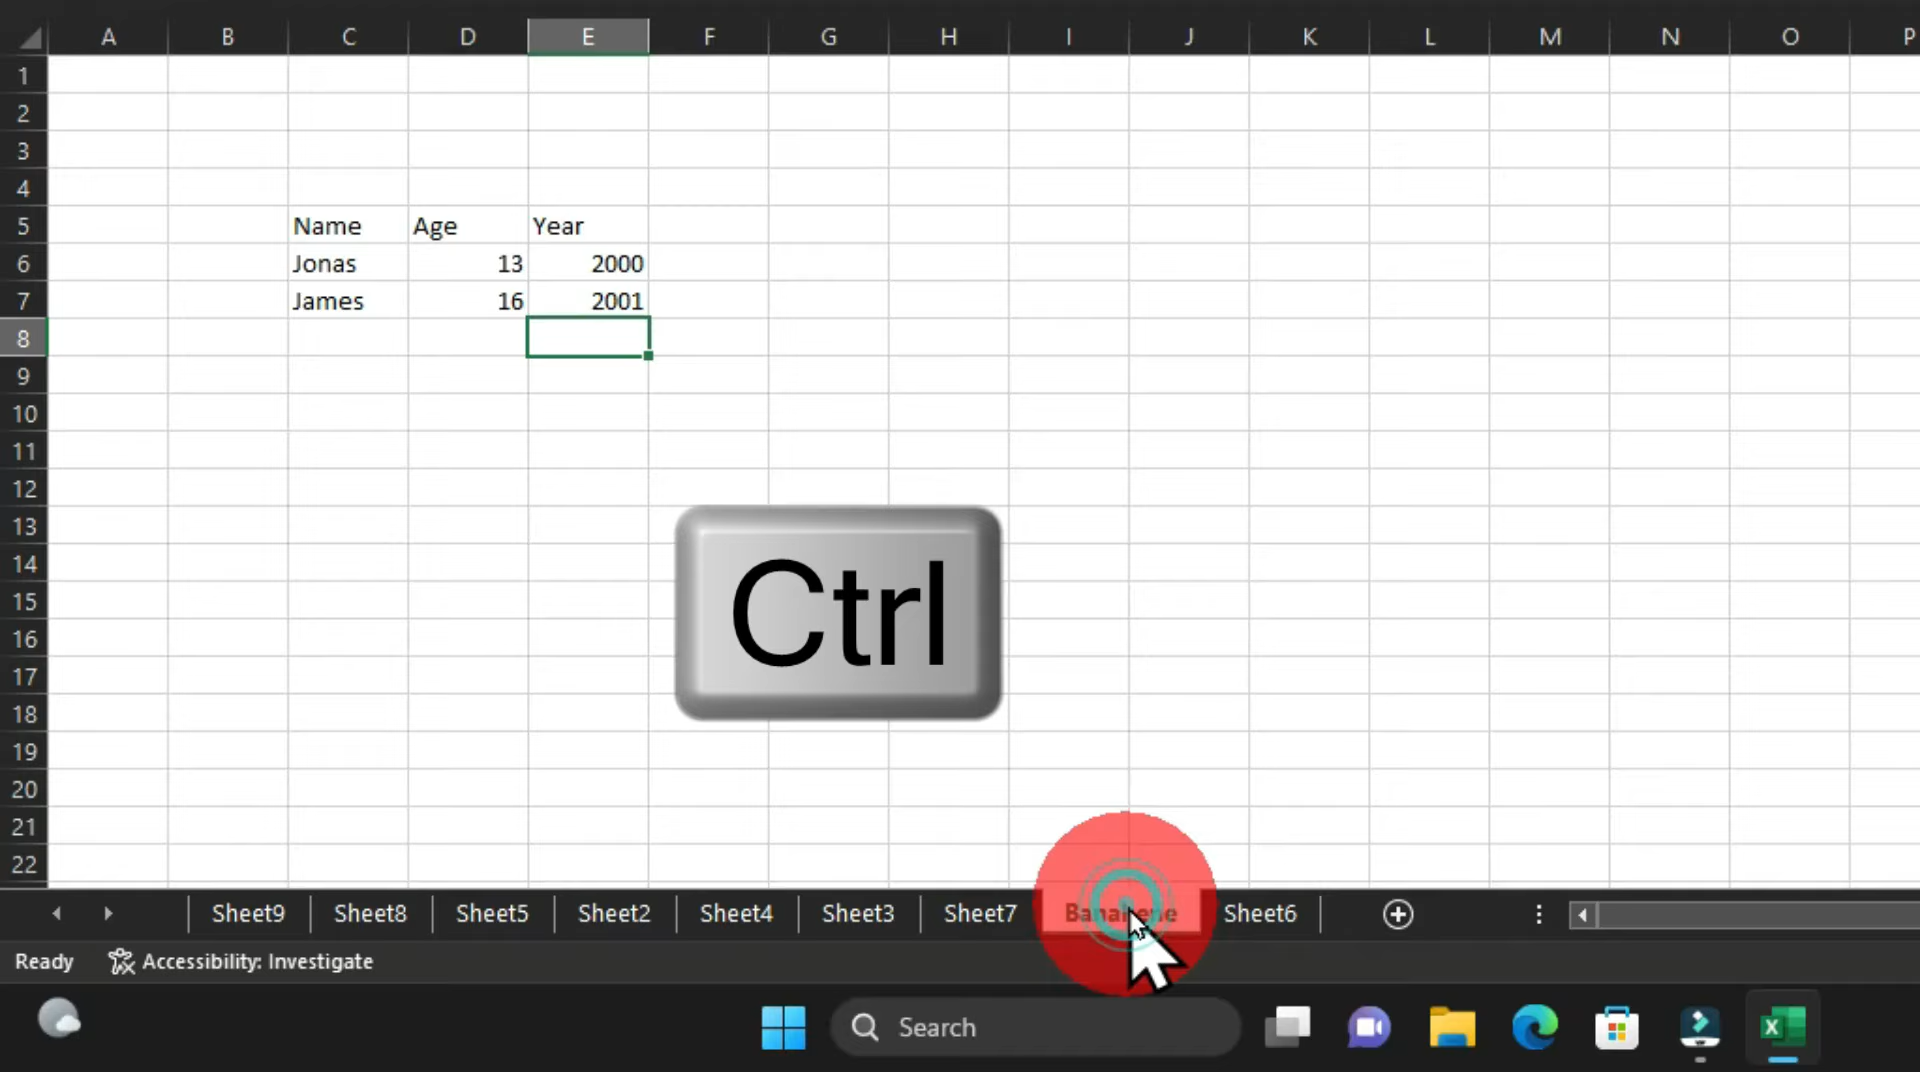 A B C D E F G H I J K L M N O P
1
2
3
4
5 Name Age Year
6 Jonas 13 2000
7 James 16 2001
8
9
10
11
12
13
14
15
16
17
18
19
20
21
22
Ctrl
Sheet9 Sheet8 Sheet5 Sheet2 Sheet4 Sheet3 Sheet7 Sheet6
Ready Accessibility: Investigate
Search